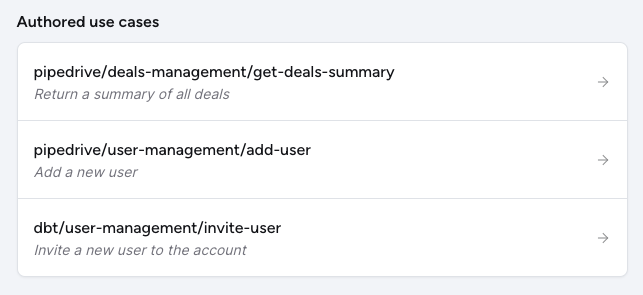 Authored use cases
pipedrive/deals-management/get-deals-summary
Return a summary of all deals
pipedrive/user-management/add-user
Add a new user
dbt/user-management/invite-user
Invite a new user to the account